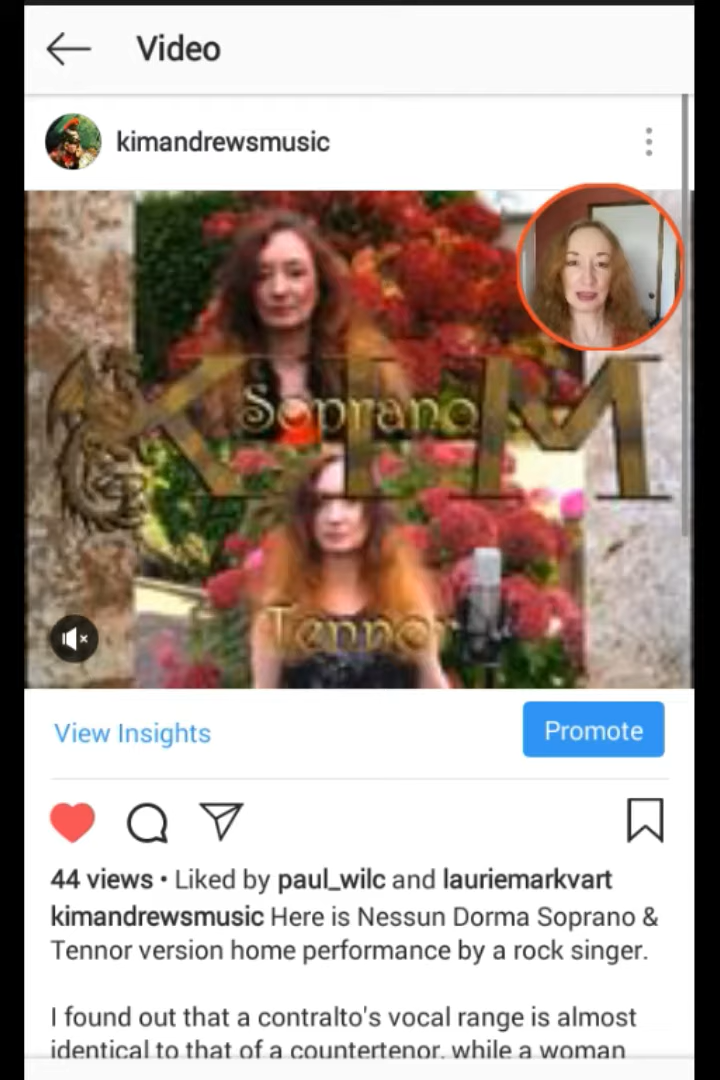 Video
kimandrewsmusic
KIM
Soprano
Tennor
View Insights
Promote
44 views • Liked by paul_wilc and lauriemarkvart
kimandrewsmusic Here is Nessun Dorma Soprano &
Tennor version home performance by a rock singer.
I found out that a contralto's vocal range is almost
identical to that of a countertenor, while a woman